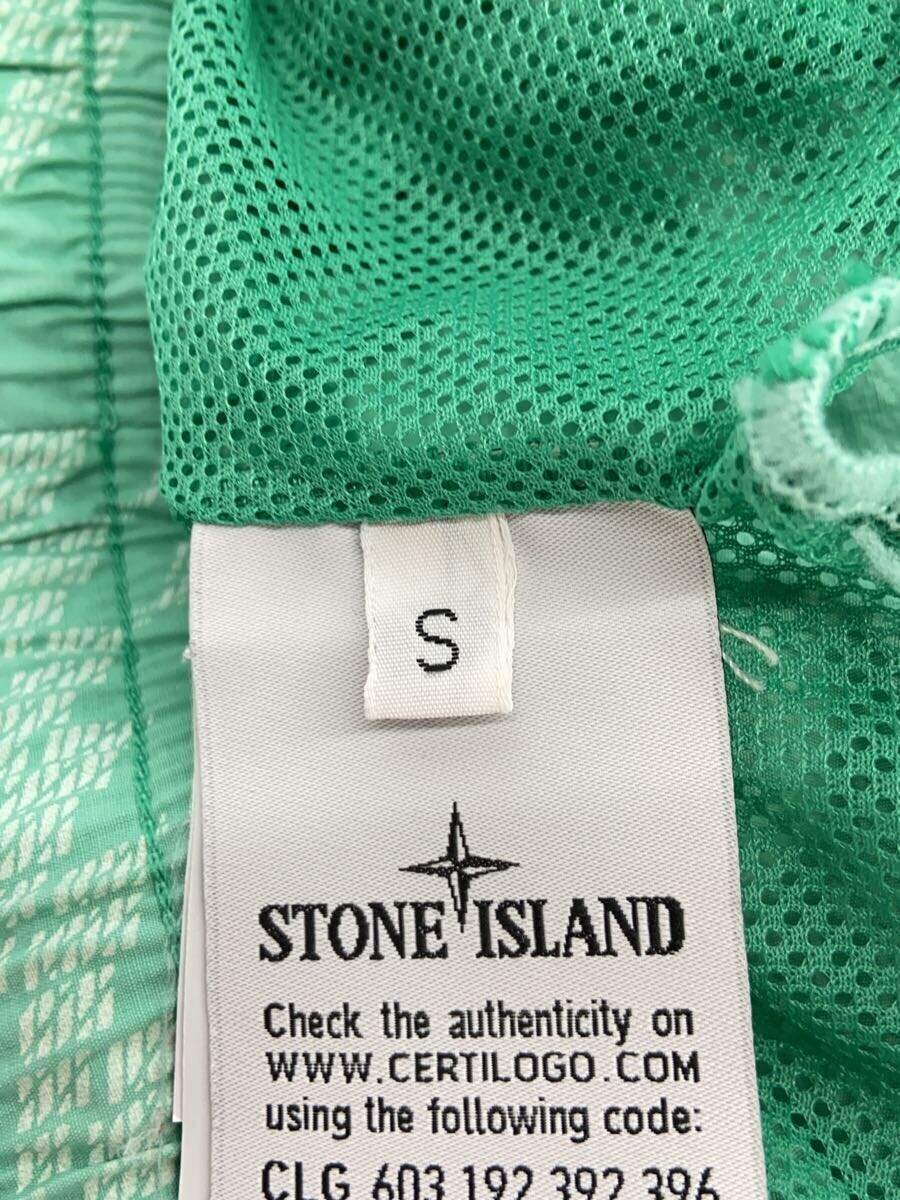 S
STONE ISLAND
Check the authenticity on
WWW.CERTILOGO.COM
using the following code:
CLG 603 192 392 396